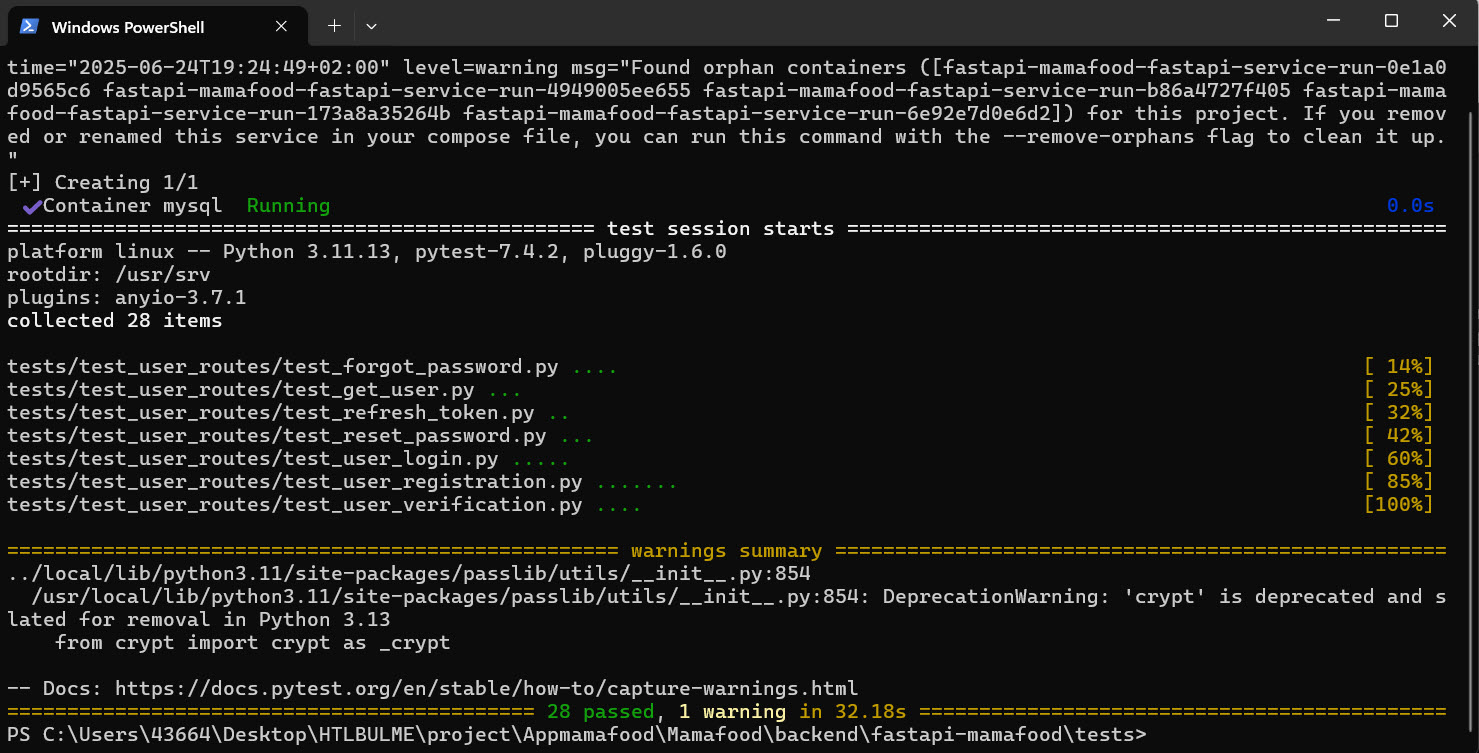 Windows PowerShell
time="2025-06-24T19:24:49+02:00" level=warning msg="Found orphan containers ([fastapi-mamafood-fastapi-service-run-0e1a0
d9565c6 fastapi-mamafood-fastapi-service-run-4949005ee655 fastapi-mamafood-fastapi-service-run-b86a4727f405 fastapi-mama
food-fastapi-service-run-173a8a35264b fastapi-mamafood-fastapi-service-run-6e92e7d0e6d2]) for this project. If you remov
ed or renamed this service in your compose file, you can run this command with the --remove-orphans flag to clean it up.
"
[+] Creating 1/1
✔Container mysql  Running 0.0s
================================================= test session starts ==================================================
platform linux -- Python 3.11.13, pytest-7.4.2, pluggy-1.6.0
rootdir: /usr/srv
plugins: anyio-3.7.1
collected 28 items
tests/test_user_routes/test_forgot_password.py .... [ 14%]
tests/test_user_routes/test_get_user.py ... [ 25%]
tests/test_user_routes/test_refresh_token.py .. [ 32%]
tests/test_user_routes/test_reset_password.py ... [ 42%]
tests/test_user_routes/test_user_login.py ..... [ 60%]
tests/test_user_routes/test_user_registration.py ....... [ 85%]
tests/test_user_routes/test_user_verification.py .... [100%]
=================================================== warnings summary ===================================================
../local/lib/python3.11/site-packages/passlib/utils/__init__.py:854
  /usr/local/lib/python3.11/site-packages/passlib/utils/__init__.py:854: DeprecationWarning: 'crypt' is deprecated and s
lated for removal in Python 3.13
    from crypt import crypt as _crypt
-- Docs: https://docs.pytest.org/en/stable/how-to/capture-warnings.html
============================================ 28 passed, 1 warning in 32.18s ============================================
PS C:\Users\43664\Desktop\HTLBULME\project\Appmamafood\Mamafood\backend\fastapi-mamafood\tests>